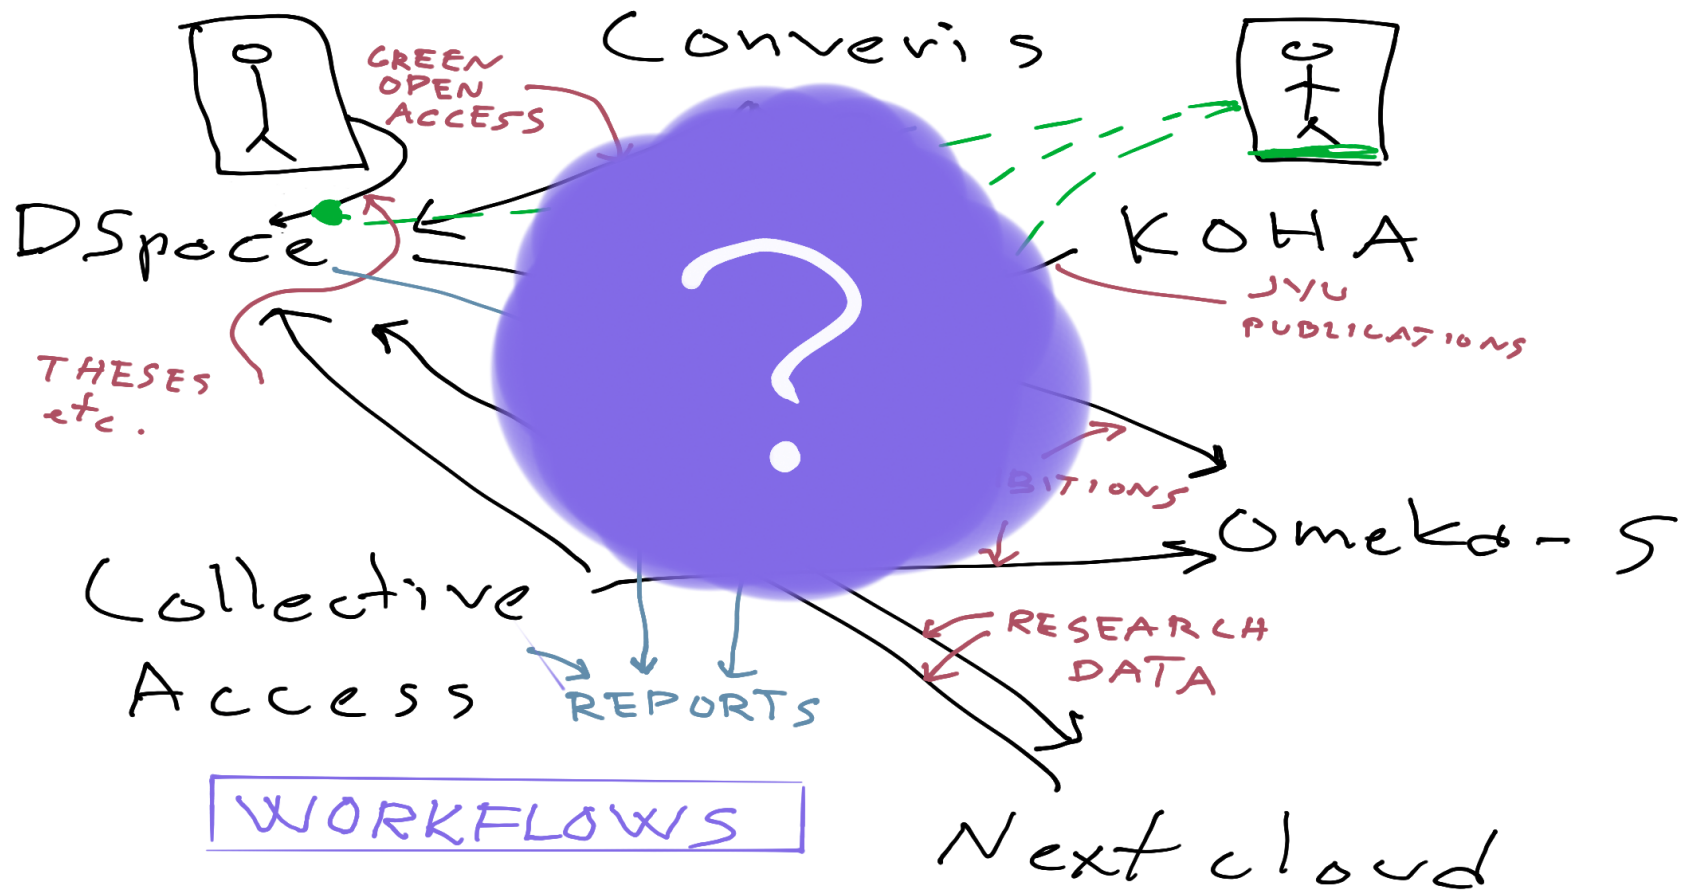 Converis
GREEN
OPEN
ACCESS
DSpace
KOHA
JYU
PUBLICATIONS
THESES
etc.
?
BITIONS
Omeka-S
Collective
Access
RESEARCH
DATA
REPORTS
WORKFLOWS
Nextcloud